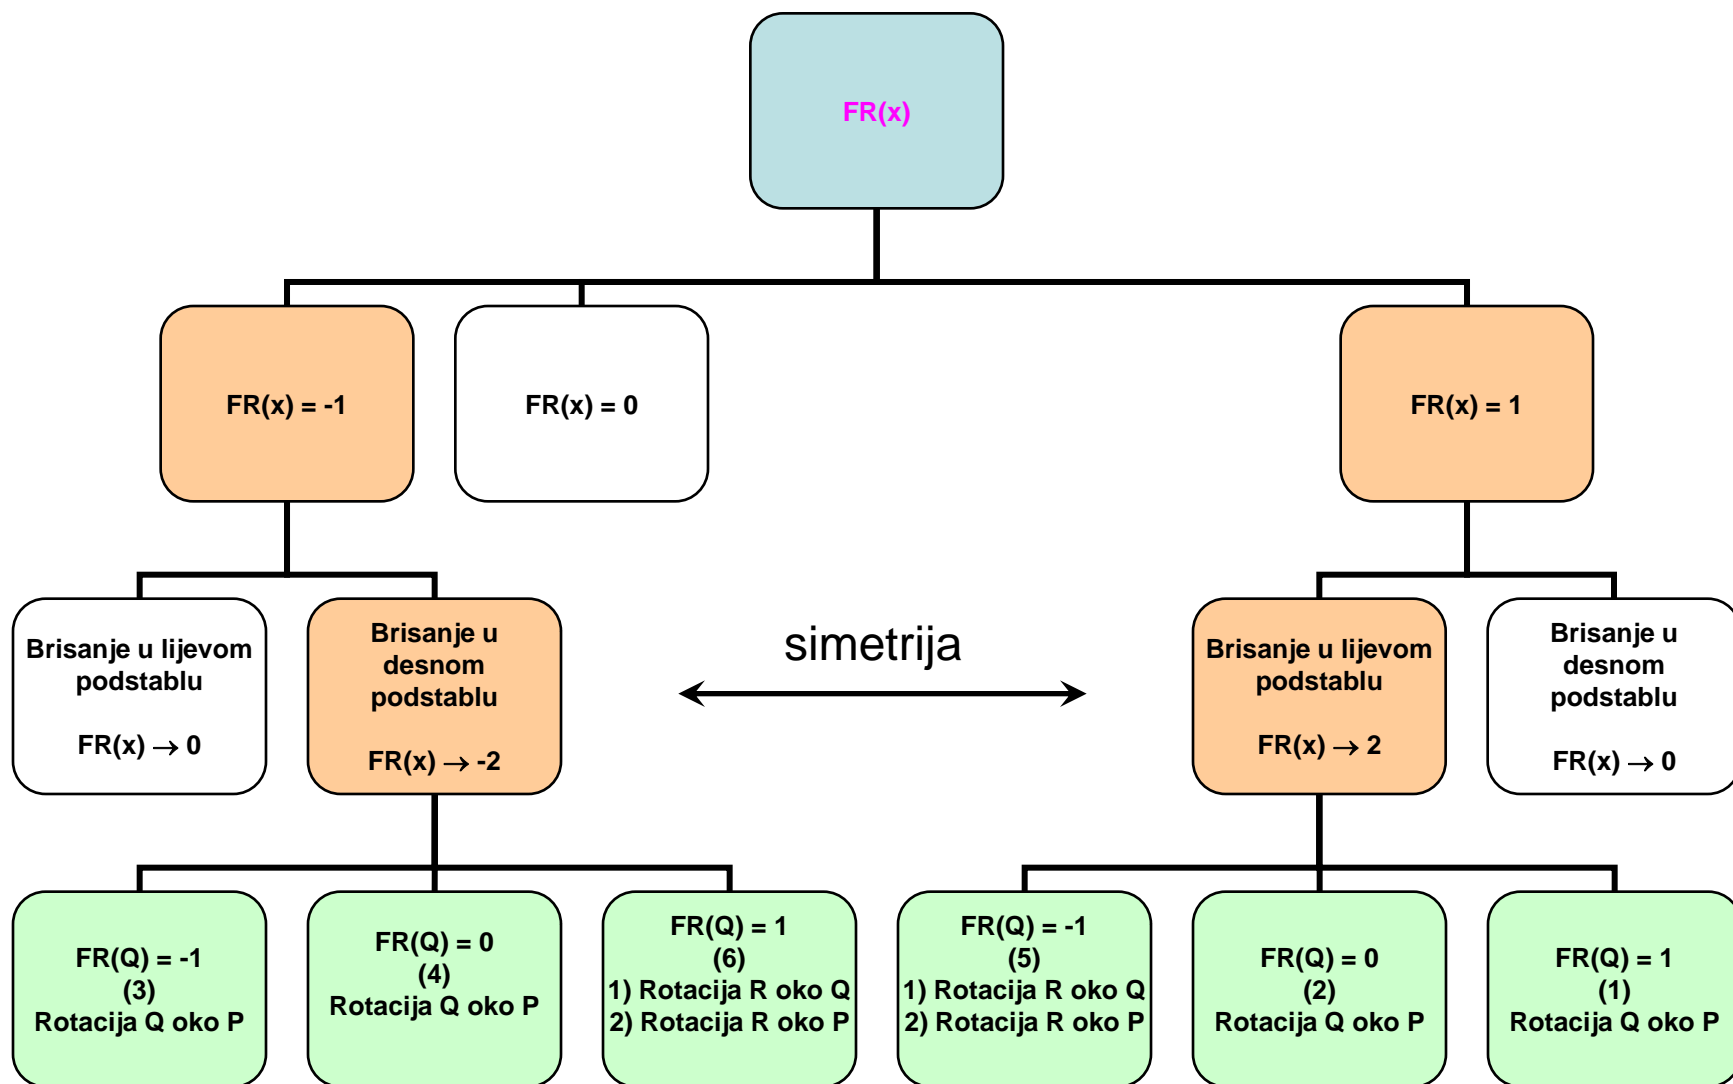 FR(x)
FR(x) = -1
FR(x) = 0
FR(x) = 1
Brisanje u lijevom
podstablu
FR(x) → 0
Brisanje u
desnom
podstablu
FR(x) → -2
simetrija
Brisanje u lijevom
podstablu
FR(x) → 2
Brisanje u
desnom
podstablu
FR(x) → 0
FR(Q) = -1
(3)
Rotacija Q oko P
FR(Q) = 0
(4)
Rotacija Q oko P
FR(Q) = 1
(6)
1) Rotacija R oko Q
2) Rotacija R oko P
FR(Q) = -1
(5)
1) Rotacija R oko Q
2) Rotacija R oko P
FR(Q) = 0
(2)
Rotacija Q oko P
FR(Q) = 1
(1)
Rotacija Q oko P